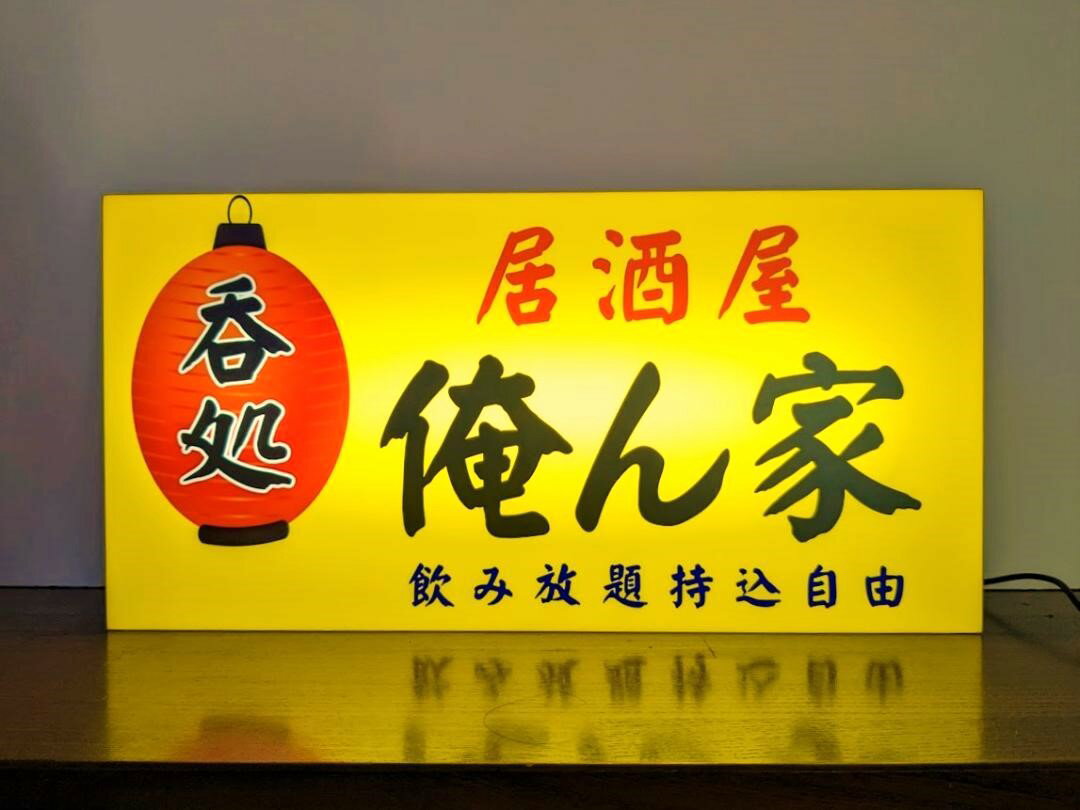 呑処
居酒屋
俺ん家
飲み放題持込自由